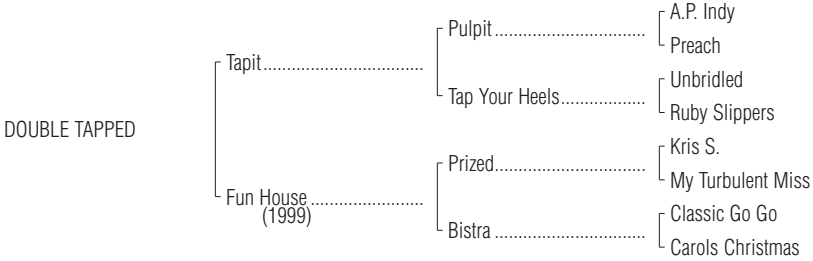 A.P. Indy
Pulpit................................
Preach
Tapit..................................
Unbridled
Tap Your Heels..................
Ruby Slippers
DOUBLE TAPPED
Kris S.
Prized................................
My Turbulent Miss
Fun House ........................
(1999)
Classic Go Go
Bistra ................................
Carols Christmas